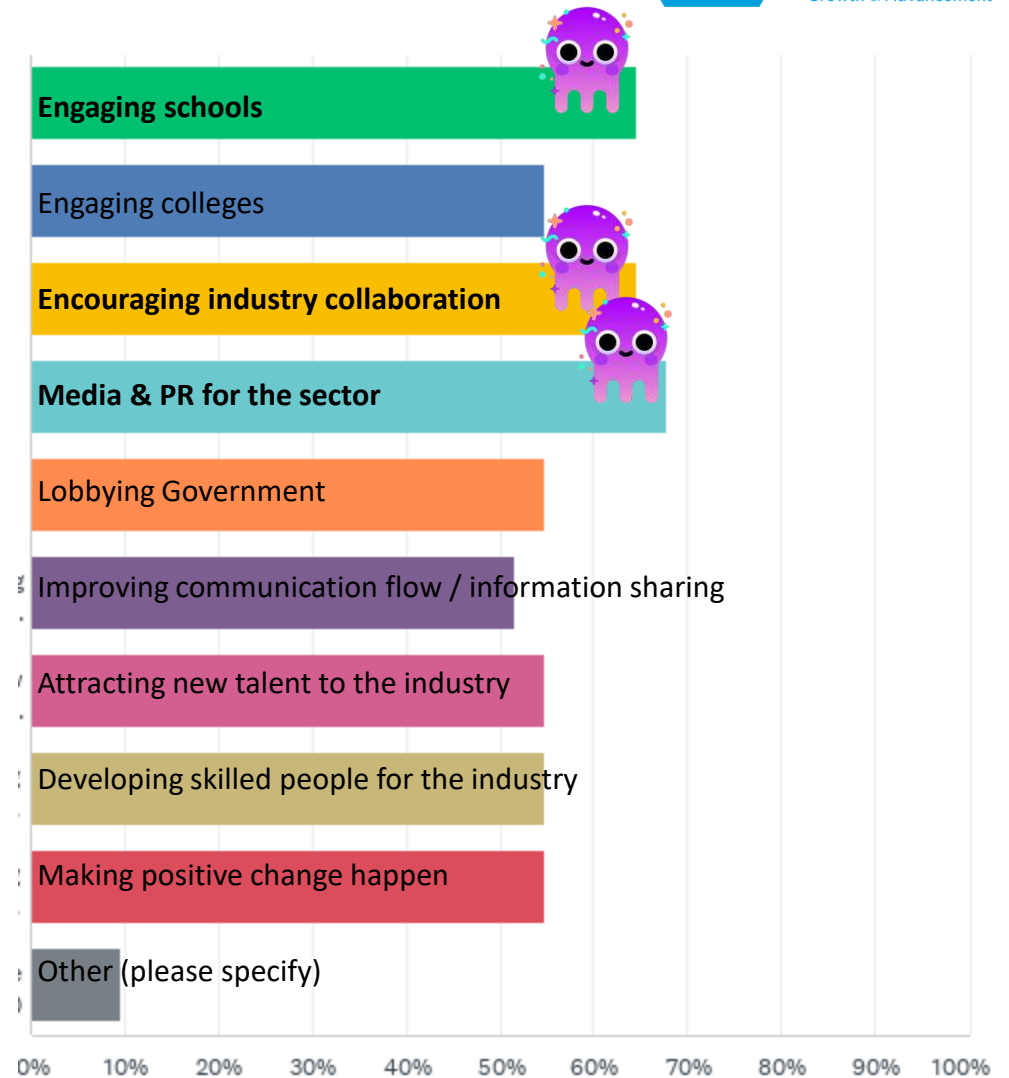 Engaging schools
Engaging colleges
Encouraging industry collaboration
Media & PR for the sector
Lobbying Government
Improving communication flow / information sharing
Attracting new talent to the industry
Developing skilled people for the industry
Making positive change happen
Other (please specify)
0% 10% 20% 30% 40% 50% 60% 70% 80% 90% 100%